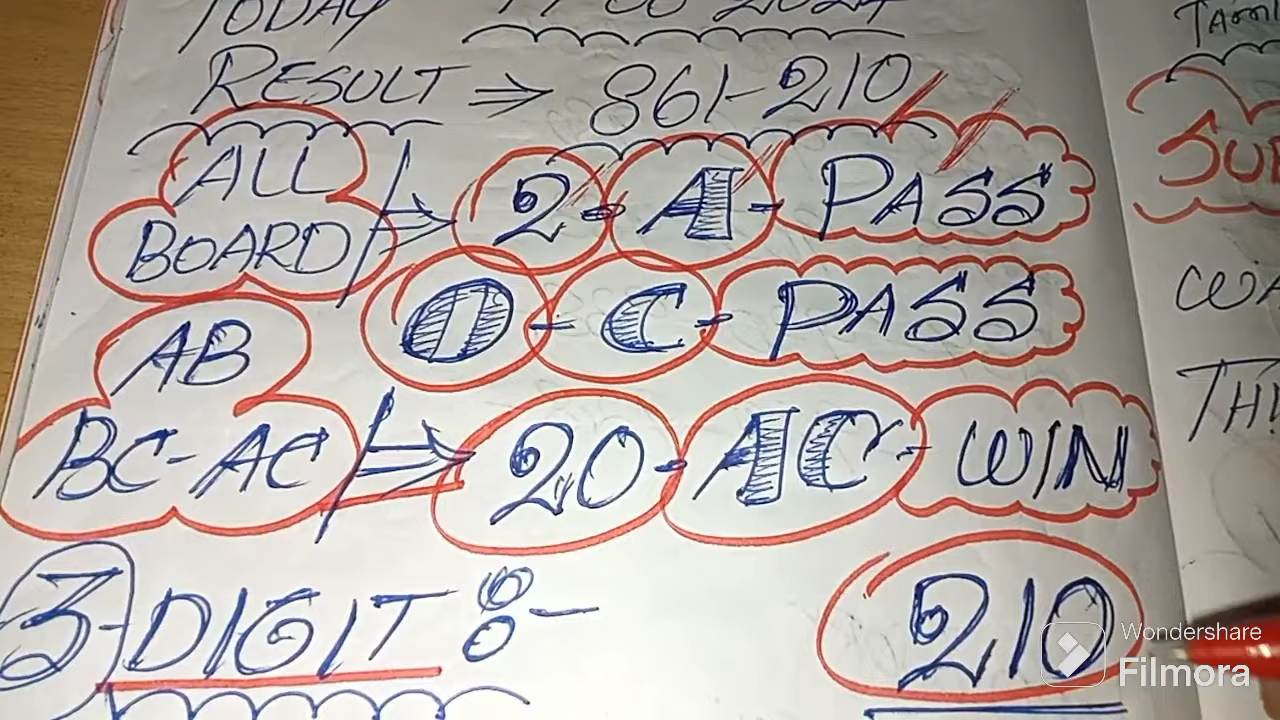 TODAY
RESULT ⇒ 861-210
ALL BOARD ⇒ 2-A-PASS
0-C-PASS
AB
BC-AC ⇒ 20-AC-WIN
3-DIGIT :-
210
Wondershare
Filmora